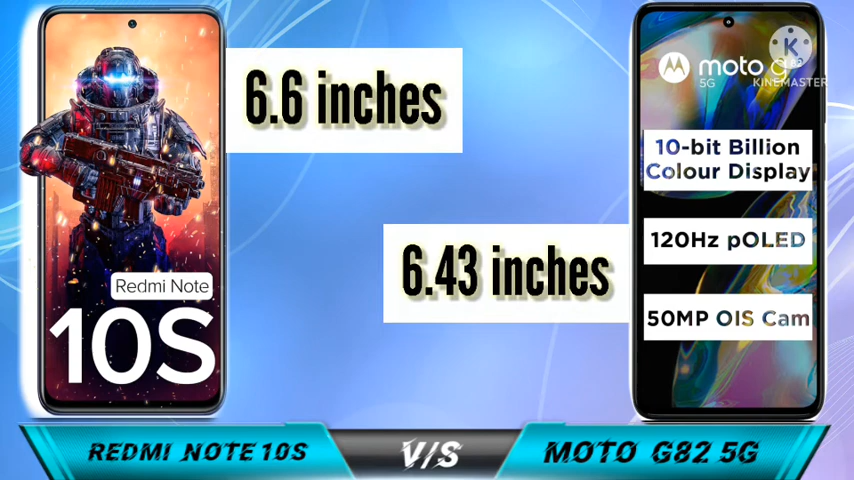 6.6 inches
6.43 inches
Redmi Note
10S
moto g82
5G
K
KINEMASTER
10-bit Billion
Colour Display
120Hz pOLED
50MP OIS Cam
REDMI NOTE 10S
V/S
MOTO G82 5G